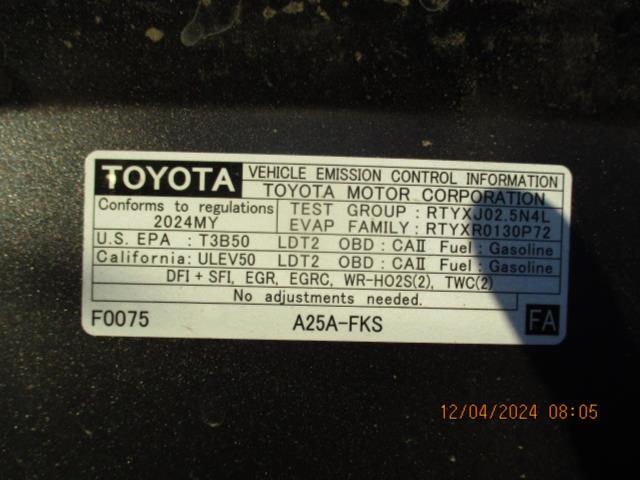 TOYOTA VEHICLE EMISSION CONTROL INFORMATION
TOYOTA MOTOR CORPORATION
Conforms to regulations
2024MY
TEST GROUP : RTYXJ02.5N4L
EVAP FAMILY : RTYXR0130P72
U.S. EPA : T3B50 LDT2 OBD : CAII Fuel : Gasoline
California: ULEV50 LDT2 OBD : CAII Fuel : Gasoline
DFI + SFI, EGR, EGRC, WR-HO2S(2), TWC(2)
No adjustments needed.
F0075 A25A-FKS FA
12/04/2024 08:05